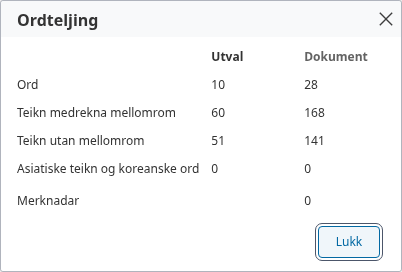 Ordteljing
Utval Dokument
Ord 10 28
Teikn medrekna mellomrom 60 168
Teikn utan mellomrom 51 141
Asiatiske teikn og koreanske ord 0 0
Merknadar 0
Lukk